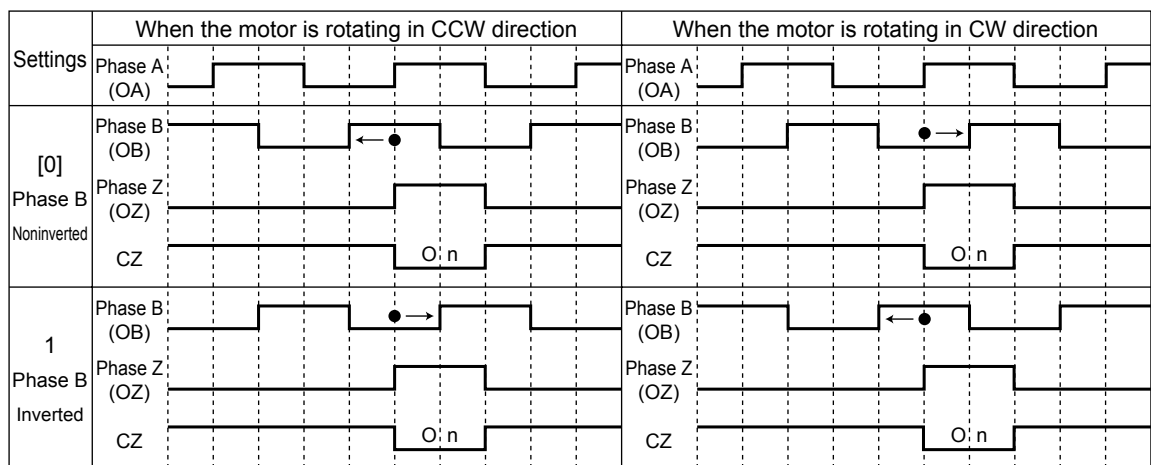 Settings
When the motor is rotating in CCW direction
When the motor is rotating in CW direction
Phase A
(OA)
Phase A
(OA)
[0]
Phase B
Noninverted
Phase B
(OB)
Phase Z
(OZ)
CZ
On
Phase B
(OB)
Phase Z
(OZ)
CZ
On
1
Phase B
Inverted
Phase B
(OB)
Phase Z
(OZ)
CZ
On
Phase B
(OB)
Phase Z
(OZ)
CZ
On